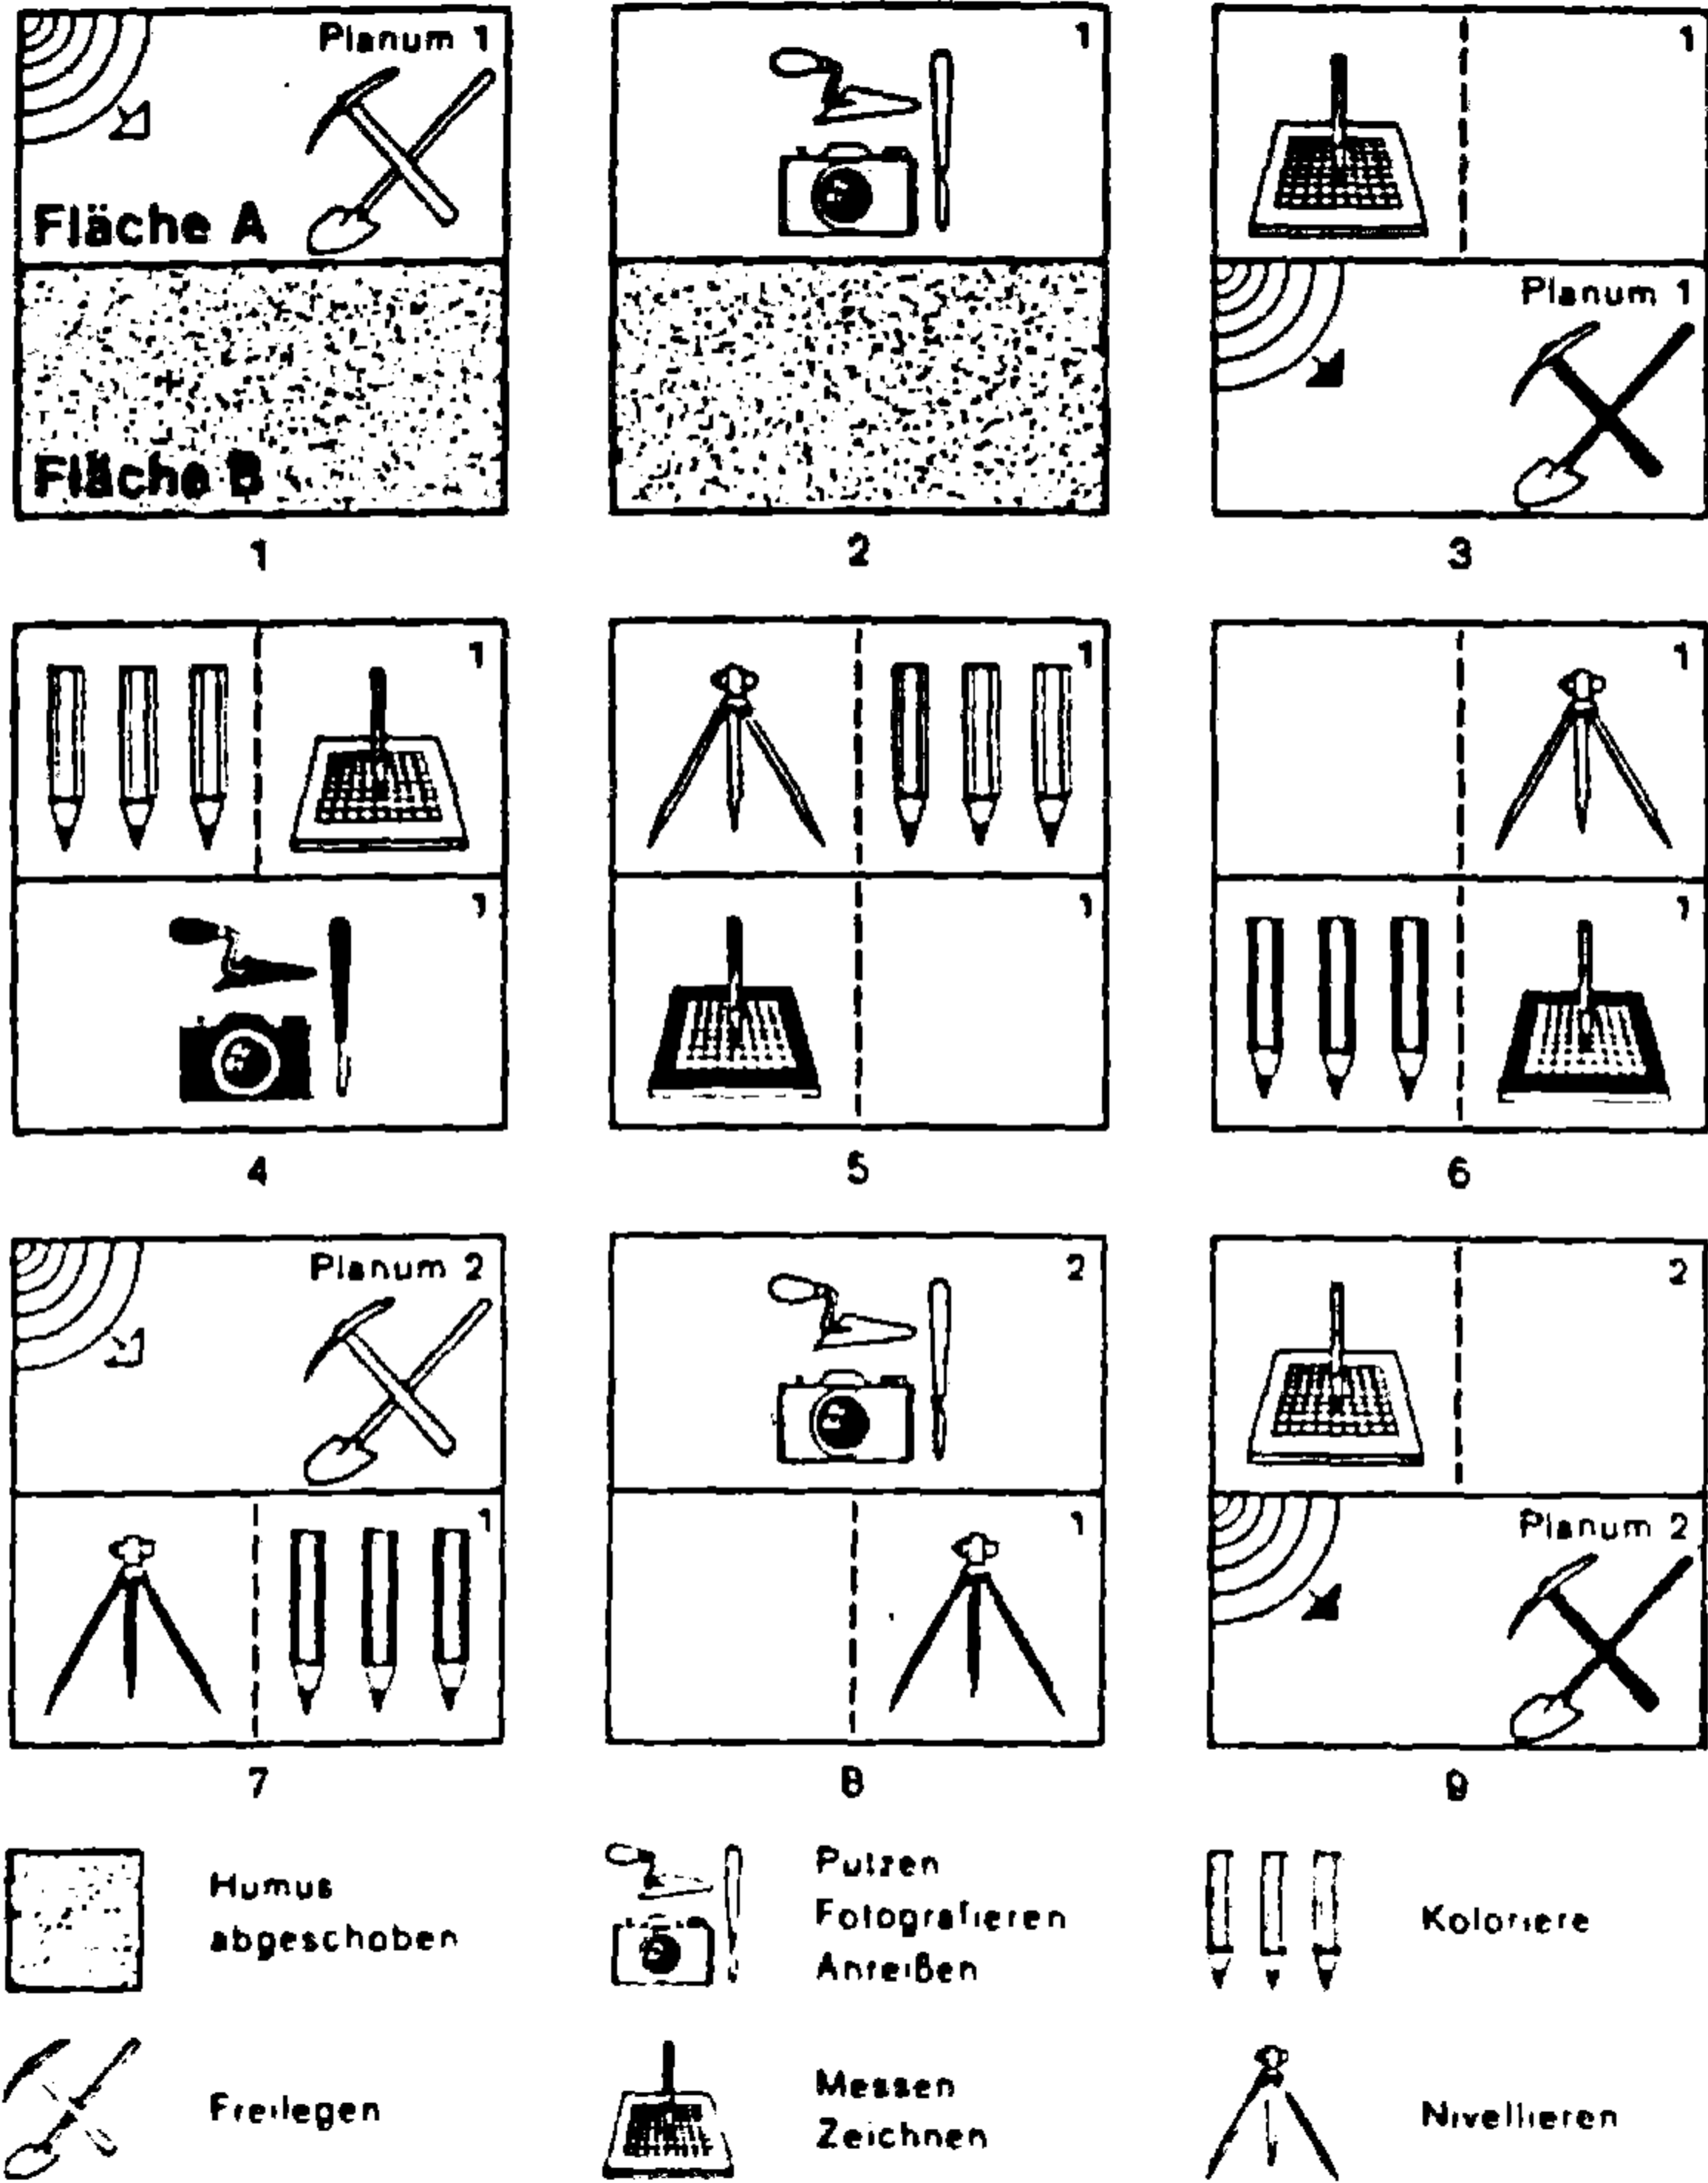 Planum 1
Fläche A
Fläche B
1
1
2
1
Planum 1
3
1
1
4
1
1
5
1
1
6
Planum 2
1
7
2
1
8
2
Planum 2
9
Humus
abgeschoben
Putzen
Fotografieren
Anreißen
Koloriere
Freilegen
Messen
Zeichnen
Nivellieren